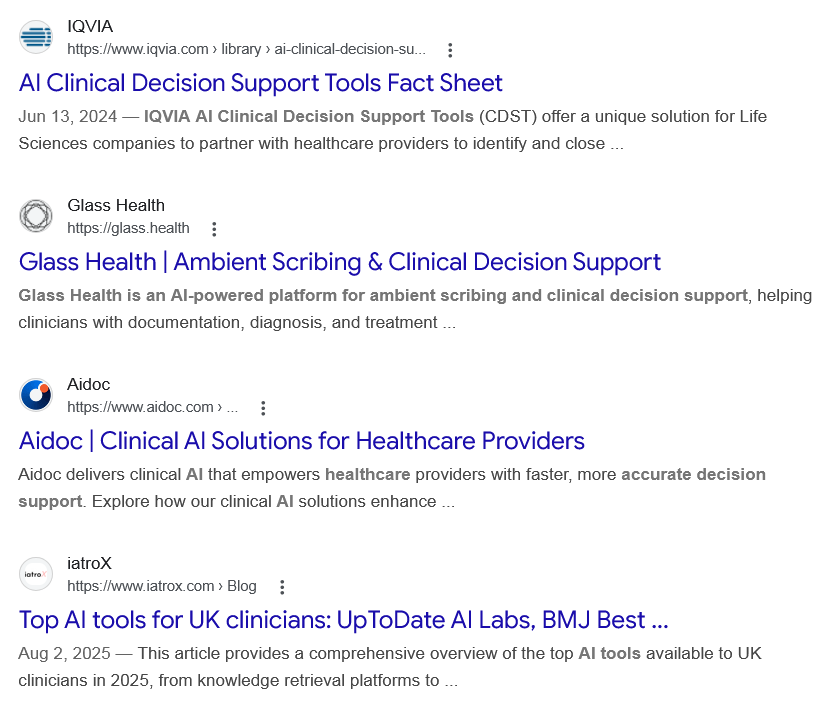 IQVIA
https://www.iqvia.com › library › ai-clinical-decision-su...
AI Clinical Decision Support Tools Fact Sheet
Jun 13, 2024 — IQVIA AI Clinical Decision Support Tools (CDST) offer a unique solution for Life
Sciences companies to partner with healthcare providers to identify and close ...
Glass Health
https://glass.health
Glass Health | Ambient Scribing & Clinical Decision Support
Glass Health is an AI-powered platform for ambient scribing and clinical decision support, helping
clinicians with documentation, diagnosis, and treatment ...
Aidoc
https://www.aidoc.com › ...
Aidoc | Clinical AI Solutions for Healthcare Providers
Aidoc delivers clinical AI that empowers healthcare providers with faster, more accurate decision
support. Explore how our clinical AI solutions enhance ...
iatroX
iatroX
https://www.iatrox.com › Blog
Top AI tools for UK clinicians: UpToDate AI Labs, BMJ Best ...
Aug 2, 2025 — This article provides a comprehensive overview of the top AI tools available to UK
clinicians in 2025, from knowledge retrieval platforms to ...